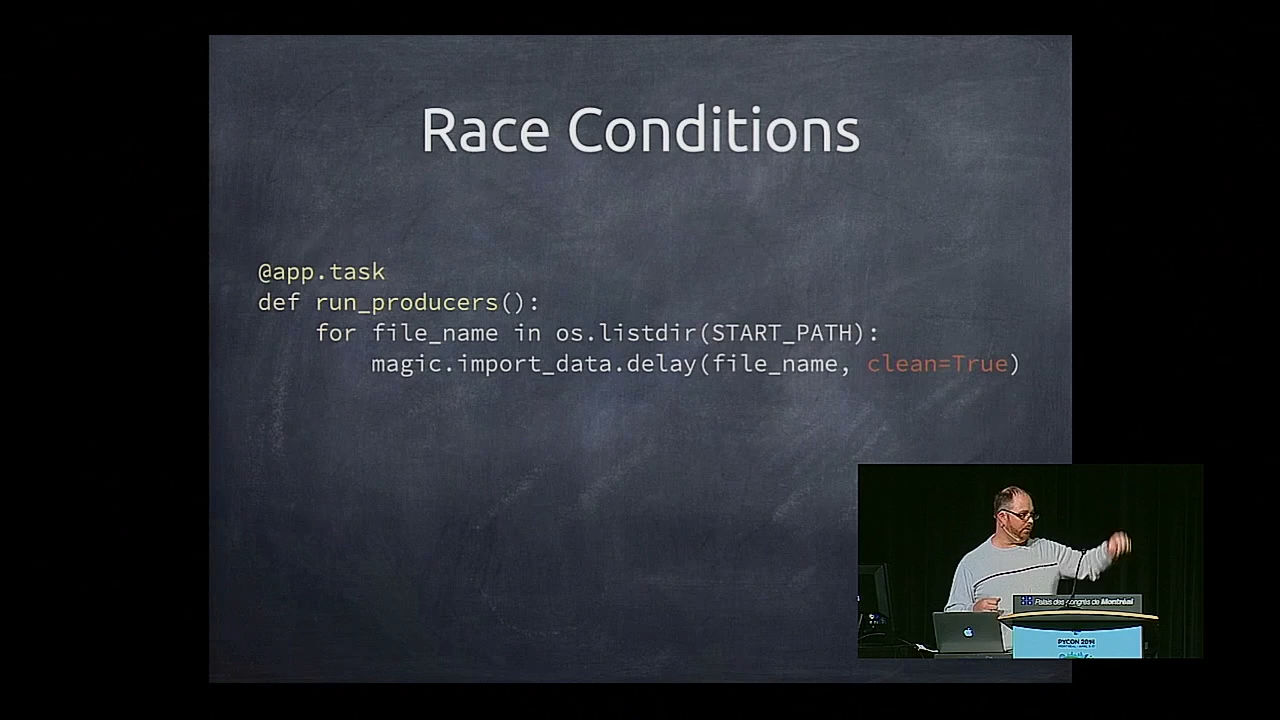 Race Conditions
@app.task
def run_producers():
    for file_name in os.listdir(START_PATH):
        magic.import_data.delay(file_name, clean=True)
Palais des congrès de Montréal
PYCON 2014